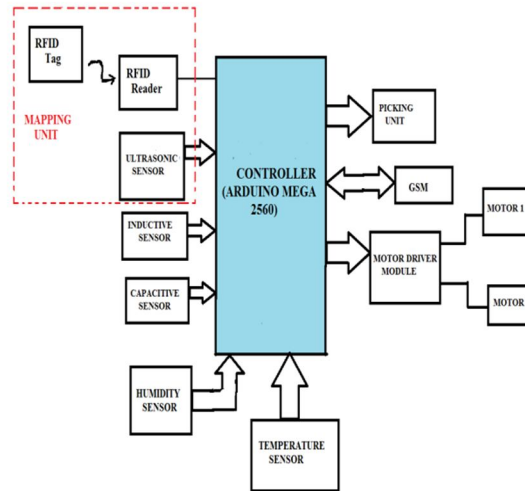 RFID
Tag
RFID
Reader
MAPPING
UNIT
ULTRASONIC
SENSOR
INDUCTIVE
SENSOR
CAPACITIVE
SENSOR
HUMIDITY
SENSOR
TEMPERATURE
SENSOR
CONTROLLER
(ARDUINO MEGA
2560)
PICKING
UNIT
GSM
MOTOR DRIVER
MODULE
MOTOR 1
MOTOR